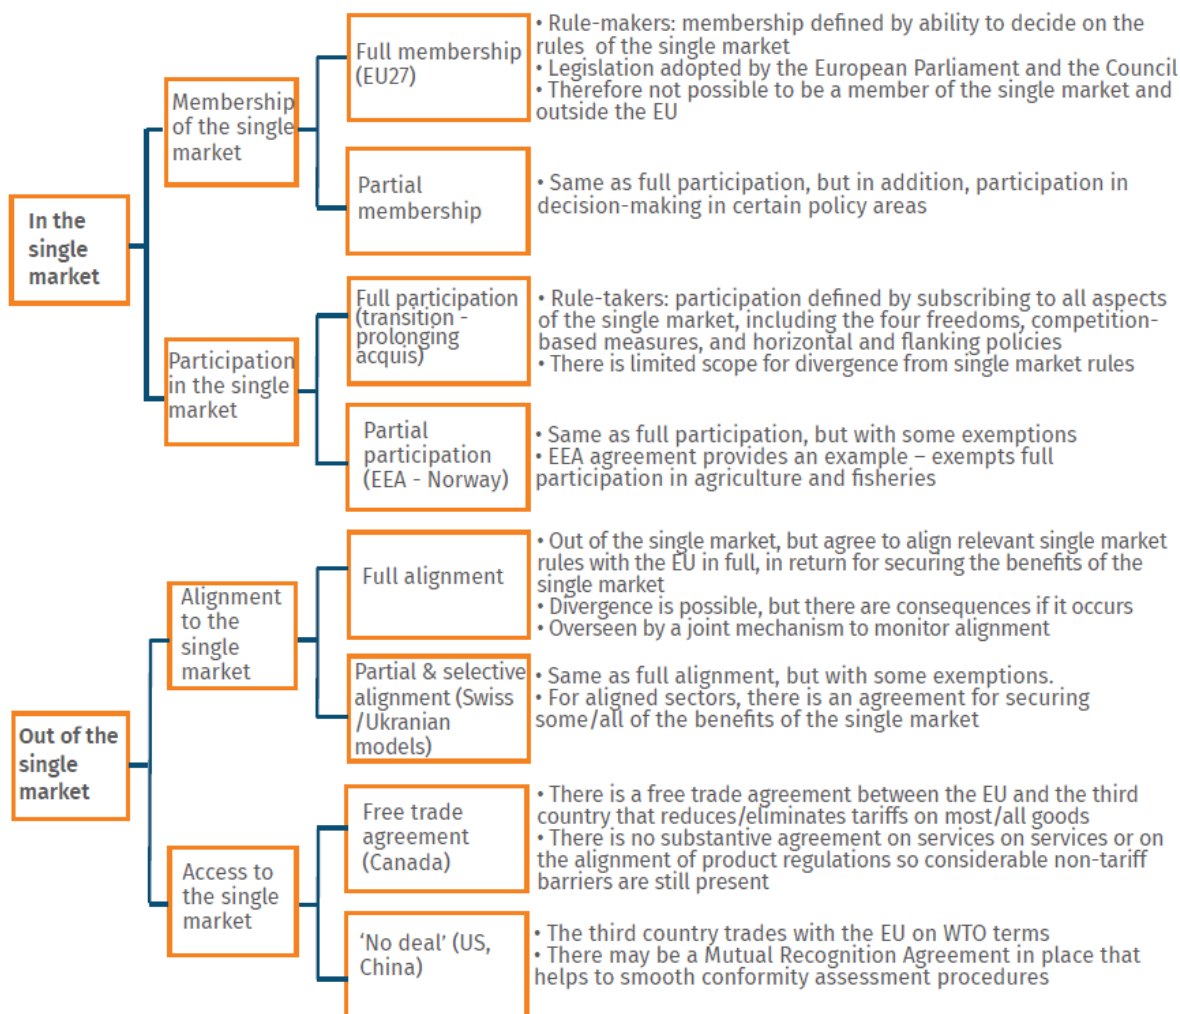 In the
single
market
Membership
of the single
market
Full membership
(EU27)
• Rule-makers: membership defined by ability to decide on the
rules of the single market
• Legislation adopted by the European Parliament and the Council
• Therefore not possible to be a member of the single market and
outside the EU
Partial
membership
• Same as full participation, but in addition, participation in
decision-making in certain policy areas
Participation
in the single
market
Full participation
(transition -
prolonging
acquis)
• Rule-takers: participation defined by subscribing to all aspects
of the single market, including the four freedoms, competition-
based measures, and horizontal and flanking policies
• There is limited scope for divergence from single market rules
Partial
participation
(EEA - Norway)
• Same as full participation, but with some exemptions
• EEA agreement provides an example – exempts full
participation in agriculture and fisheries
Out of the
single
market
Alignment
to the
single
market
Full alignment
• Out of the single market, but agree to align relevant single market
rules with the EU in full, in return for securing the benefits of the
single market
• Divergence is possible, but there are consequences if it occurs
• Overseen by a joint mechanism to monitor alignment
Partial & selective
alignment (Swiss
/Ukranian
models)
• Same as full alignment, but with some exemptions.
• For aligned sectors, there is an agreement for securing
some/all of the benefits of the single market
Access to
the single
market
Free trade
agreement
(Canada)
• There is a free trade agreement between the EU and the third
country that reduces/eliminates tariffs on most/all goods
• There is no substantive agreement on services on services or on
the alignment of product regulations so considerable non-tariff
barriers are still present
‘No deal’ (US,
China)
• The third country trades with the EU on WTO terms
• There may be a Mutual Recognition Agreement in place that
helps to smooth conformity assessment procedures